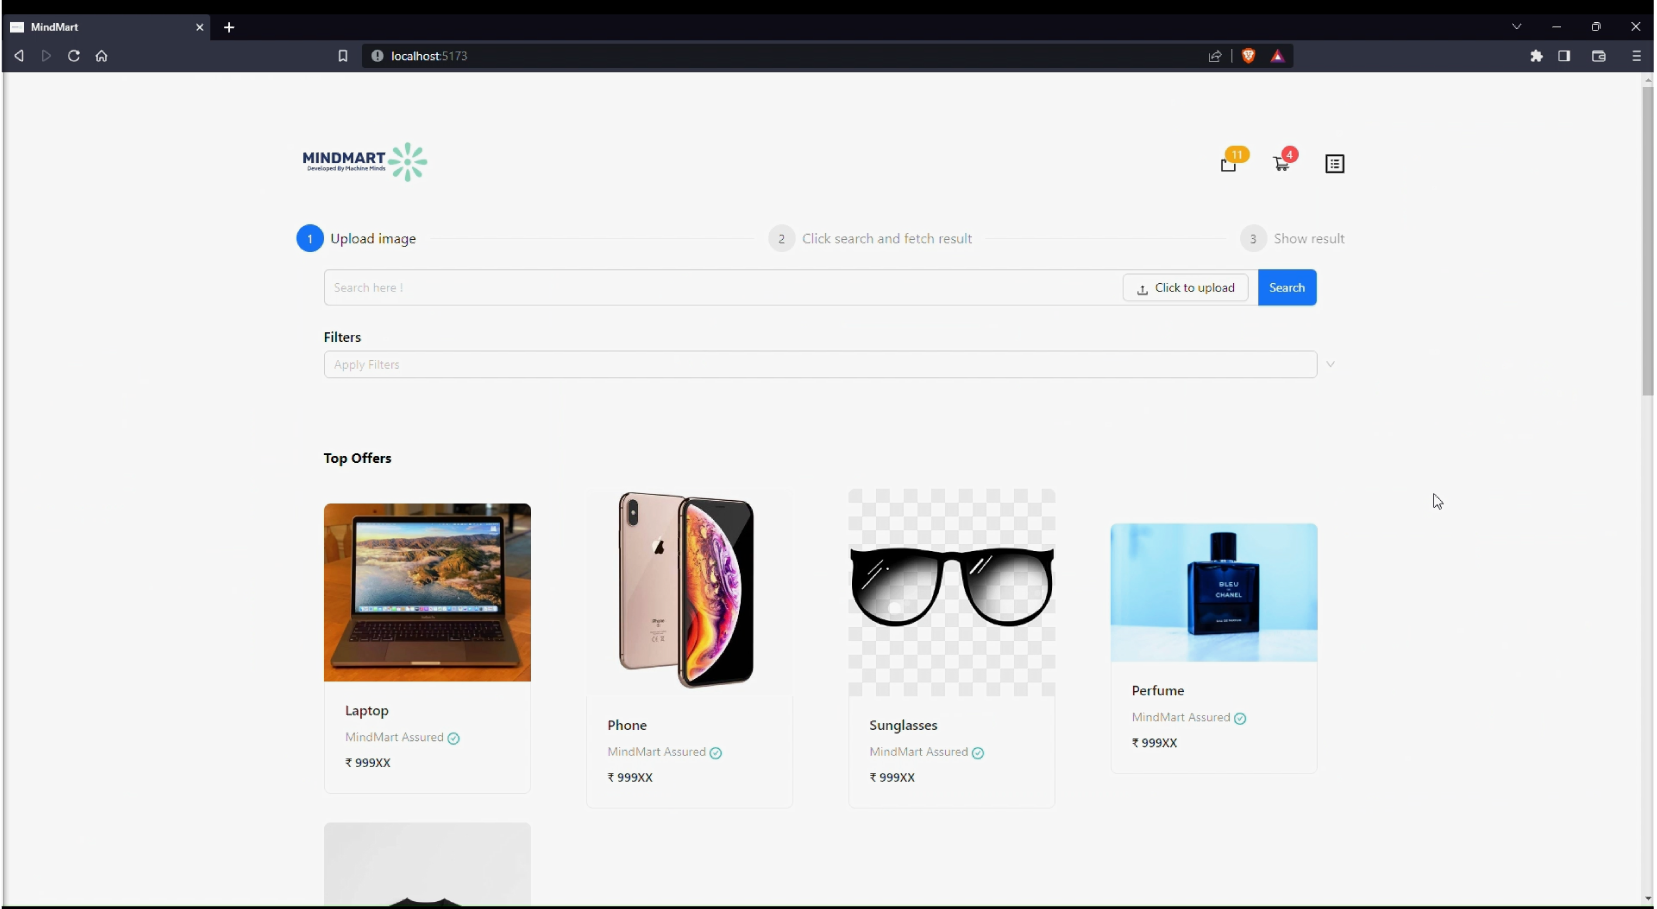 MindMart
localhost:5173
MINDMART
Developed By Machine Minds
11
4
1 Upload image
2 Click search and fetch result
3 Show result
Search here !
Click to upload
Search
Filters
Apply Filters
Top Offers
BLEU
CHANEL
Laptop
MindMart Assured
₹ 999XX
Phone
MindMart Assured
₹ 999XX
Sunglasses
MindMart Assured
₹ 999XX
Perfume
MindMart Assured
₹ 999XX